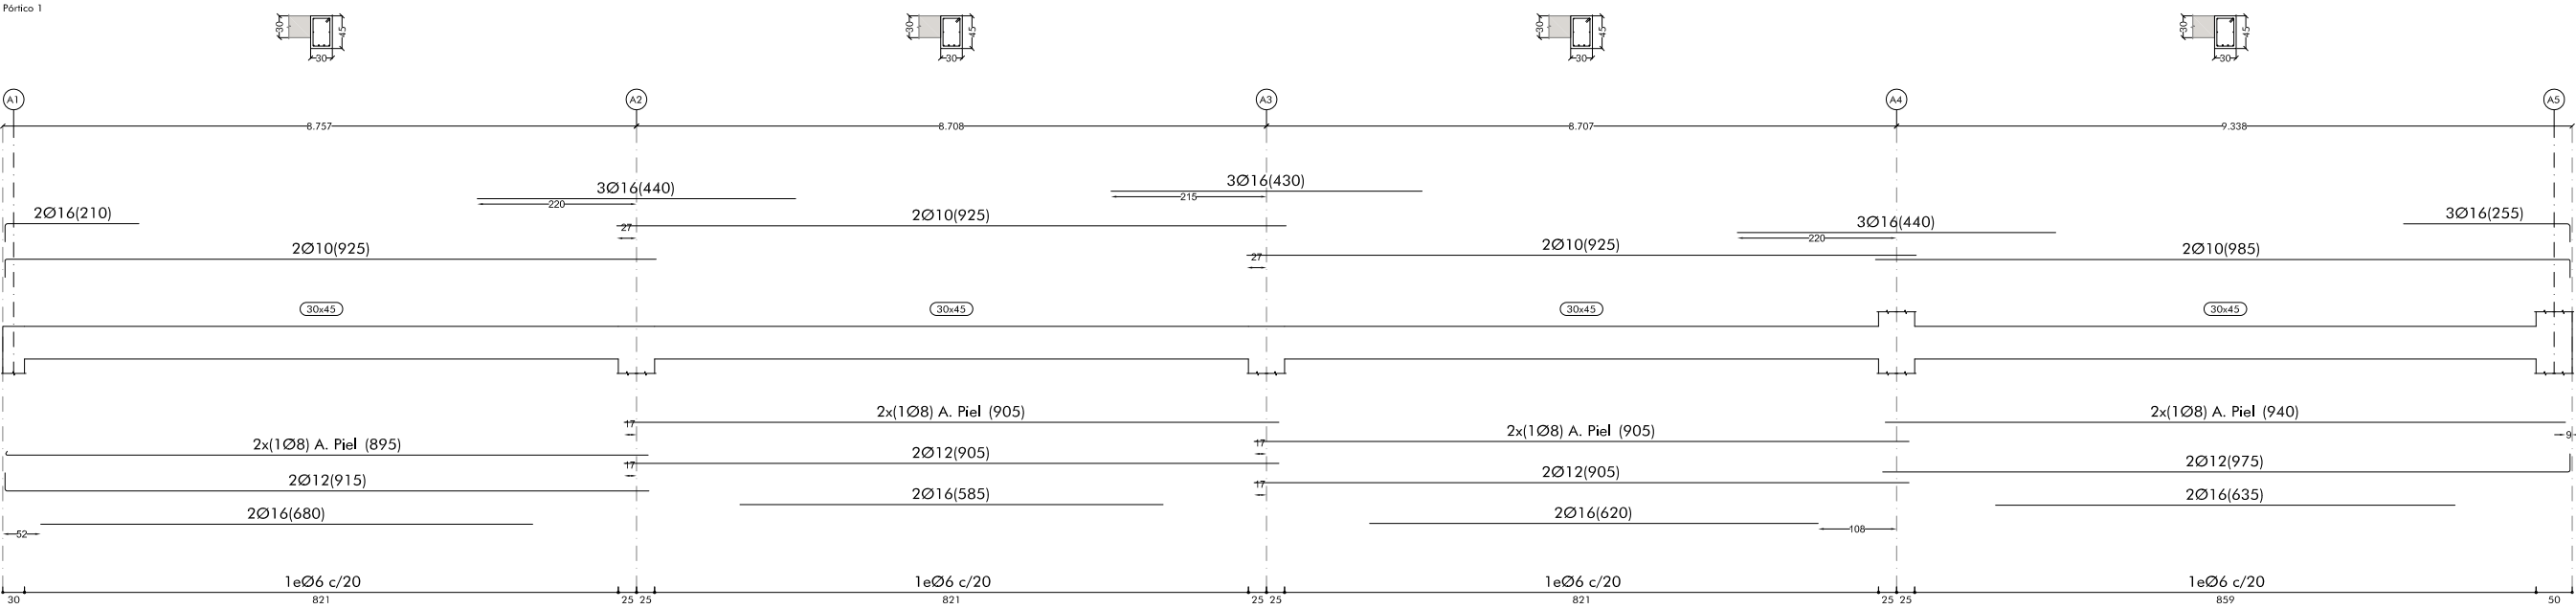 Pórtico 1
30 45 30 30 45 30 30 45 30 30 45 30
A1 A2 A3 A4 A5
8.757 8.708 8.707 9.338
3Ø16(430)
3Ø16(440) 215
220
2Ø16(210) 2Ø10(925) 3Ø16(440) 3Ø16(255)
27 220
2Ø10(925) 2Ø10(925) 2Ø10(985)
27
30x45 30x45 30x45 30x45
2x(1Ø8) A. Piel (905) 2x(1Ø8) A. Piel (940)
17 9
2x(1Ø8) A. Piel (895) 2x(1Ø8) A. Piel (905)
17
2Ø12(905) 2Ø12(975)
17
2Ø12(915) 2Ø12(905)
17
2Ø16(585) 2Ø16(635)
2Ø16(680) 2Ø16(620)
52 108
1eØ6 c/20 1eØ6 c/20 1eØ6 c/20 1eØ6 c/20
30 821 25 25 821 25 25 821 25 25 859 50